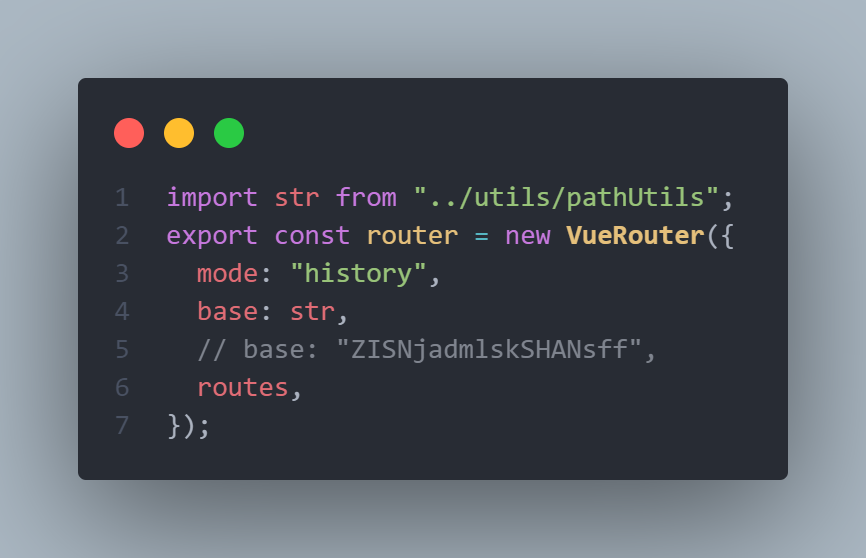 1 import str from "../utils/pathUtils";
2 export const router = new VueRouter({
3   mode: "history",
4   base: str,
5   // base: "ZISNjadmlskSHANsff",
6   routes,
7 });